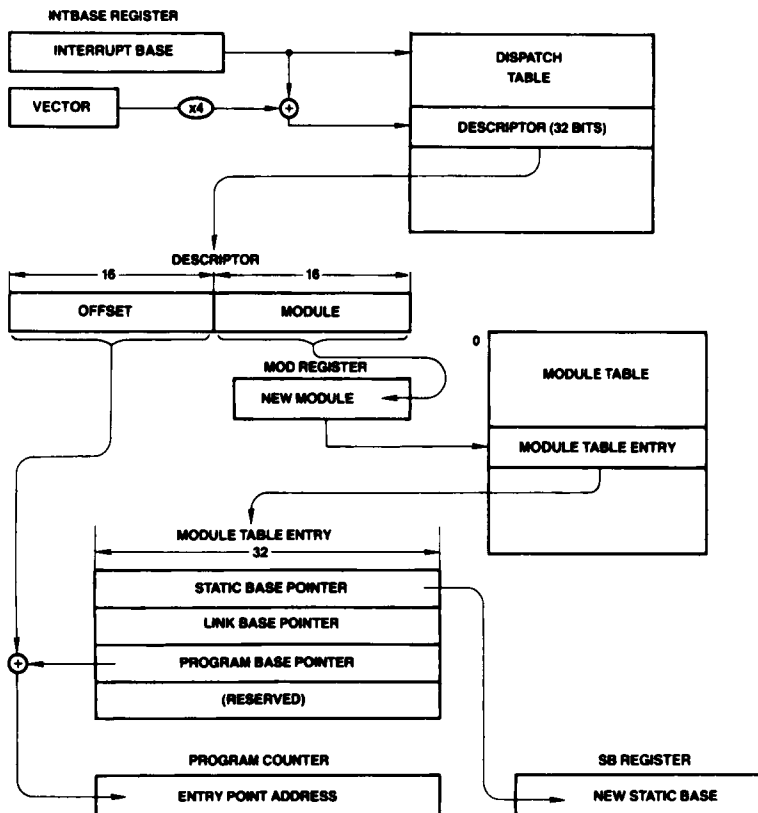 INTBASE REGISTER
INTERRUPT BASE
VECTOR
x4
+
DISPATCH
TABLE
DESCRIPTOR (32 BITS)
DESCRIPTOR
16
16
OFFSET
MODULE
MOD REGISTER
NEW MODULE
0
MODULE TABLE
MODULE TABLE ENTRY
MODULE TABLE ENTRY
32
STATIC BASE POINTER
LINK BASE POINTER
PROGRAM BASE POINTER
(RESERVED)
+
PROGRAM COUNTER
ENTRY POINT ADDRESS
SB REGISTER
NEW STATIC BASE